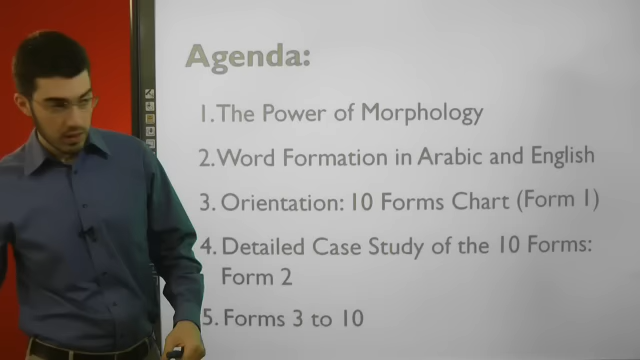 Agenda:
1. The Power of Morphology
2. Word Formation in Arabic and English
3. Orientation: 10 Forms Chart (Form 1)
4. Detailed Case Study of the 10 Forms:
Form 2
5. Forms 3 to 10